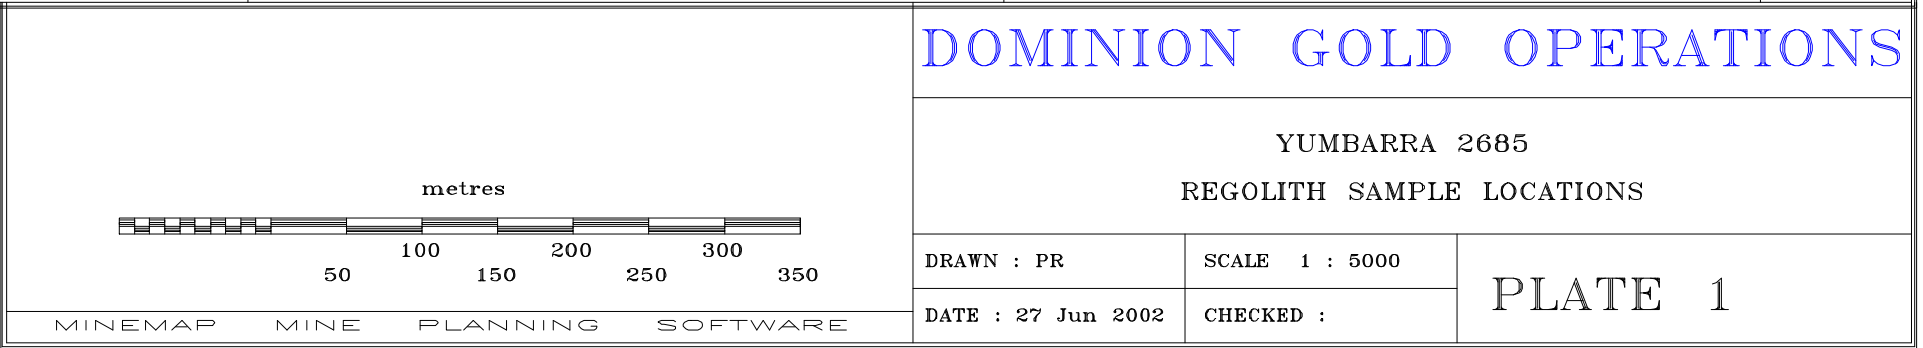 metres
100 200 300
50 150 250 350
MINEMAP MINE PLANNING SOFTWARE
DOMINION GOLD OPERATIONS
YUMBARRA 2685
REGOLITH SAMPLE LOCATIONS
DRAWN : PR
SCALE 1 : 5000
DATE : 27 Jun 2002
CHECKED :
PLATE 1